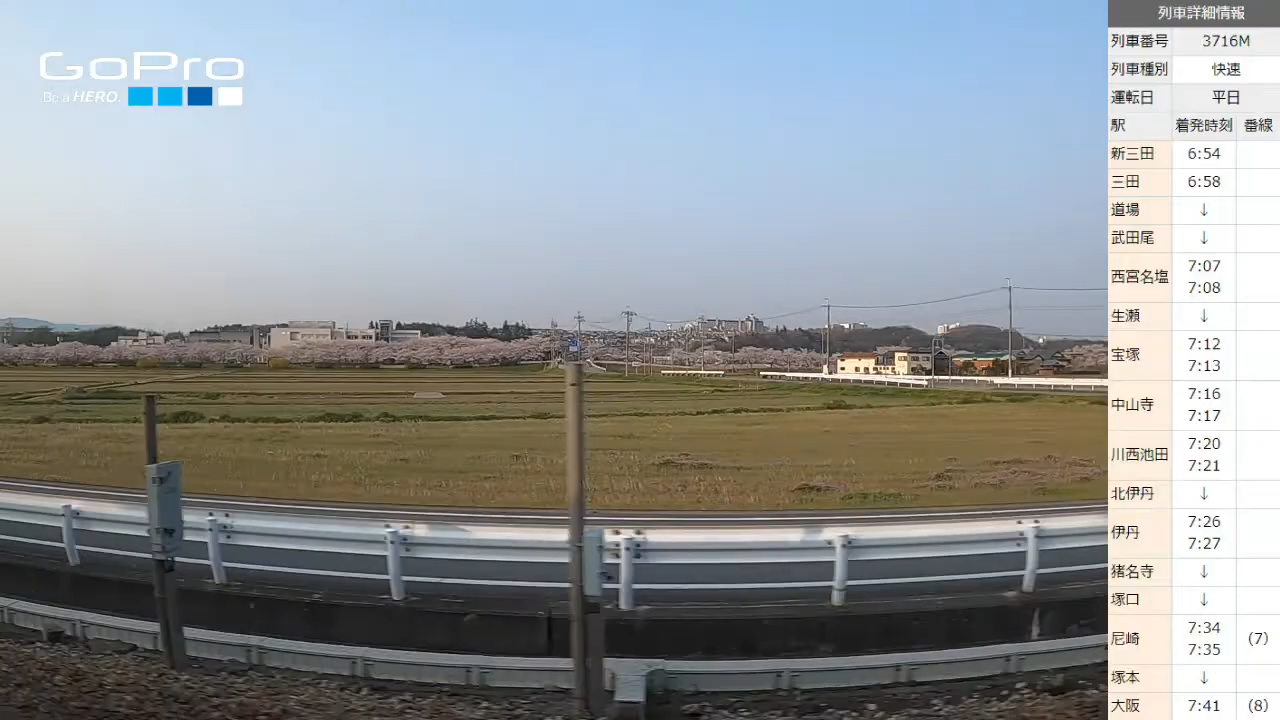 GoPro
Be a HERO.
列車詳細情報
列車番号 3716M
列車種別 快速
運転日 平日
駅 着発時刻 番線
新三田 6:54
三田 6:58
道場 ↓
武田尾 ↓
西宮名塩 7:07 7:08
生瀬 ↓
宝塚 7:12 7:13
中山寺 7:16 7:17
川西池田 7:20 7:21
北伊丹 ↓
伊丹 7:26 7:27
猪名寺 ↓
塚口 ↓
尼崎 7:34 7:35 (7)
塚本 ↓
大阪 7:41 (8)